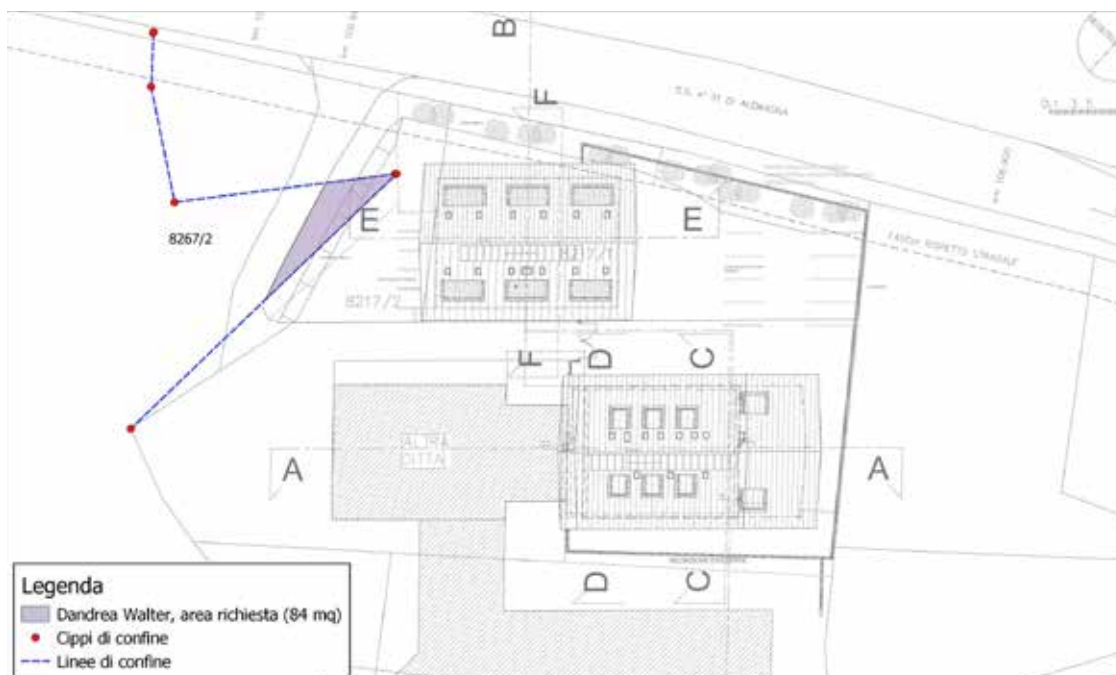 B
S.S. n° 31 DI ALEMAGNA
F
E
E
8267/2
8217/1
8217/2
FASCIA RISPETTO STRADALE
F
D
C
ALTRA
DITTA
A
A
D
C
Legenda
Dandrea Walter, area richiesta (84 mq)
Cippi di confine
Linee di confine